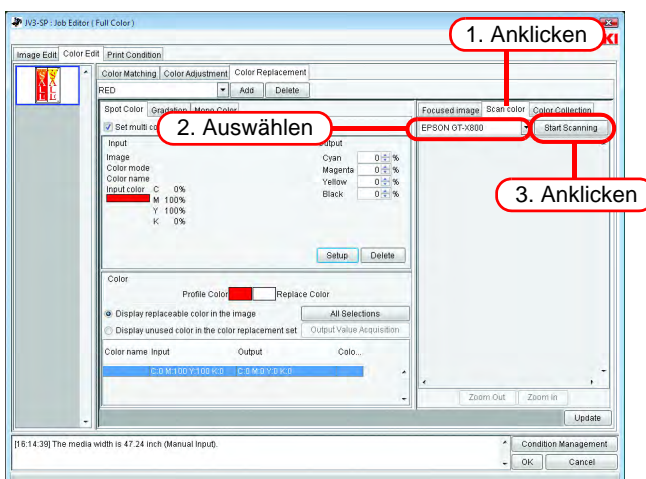 JV3-SP : Job Editor ( Full Color )
1. Anklicken
KI
Image Edit Color Edit Print Condition
SALE SALE
Color Matching Color Adjustment Color Replacement
RED Add Delete
Spot Color Gradation Mono Color
Focused image Scan color Color Collection
Set multi co
2. Auswählen
EPSON GT-X800 Start Scanning
Input
utput
Image
Color mode
Color name
Input color C 0%
M 100%
Y 100%
K 0%
Cyan 0 %
Magenta 0 %
Yellow 0 %
Black 0 %
3. Anklicken
Setup Delete
Color
Profile Color Replace Color
Display replaceable color in the image All Selections
Display unused color in the color replacement set Output Value Acquisition
Color name Input Output Colo...
C:0 M:100 Y:100 K:0 C:0 M:0 Y:0 K:0
Zoom Out Zoom In
Update
[16:14:39] The media width is 47.24 inch (Manual Input).
Condition Management
OK Cancel